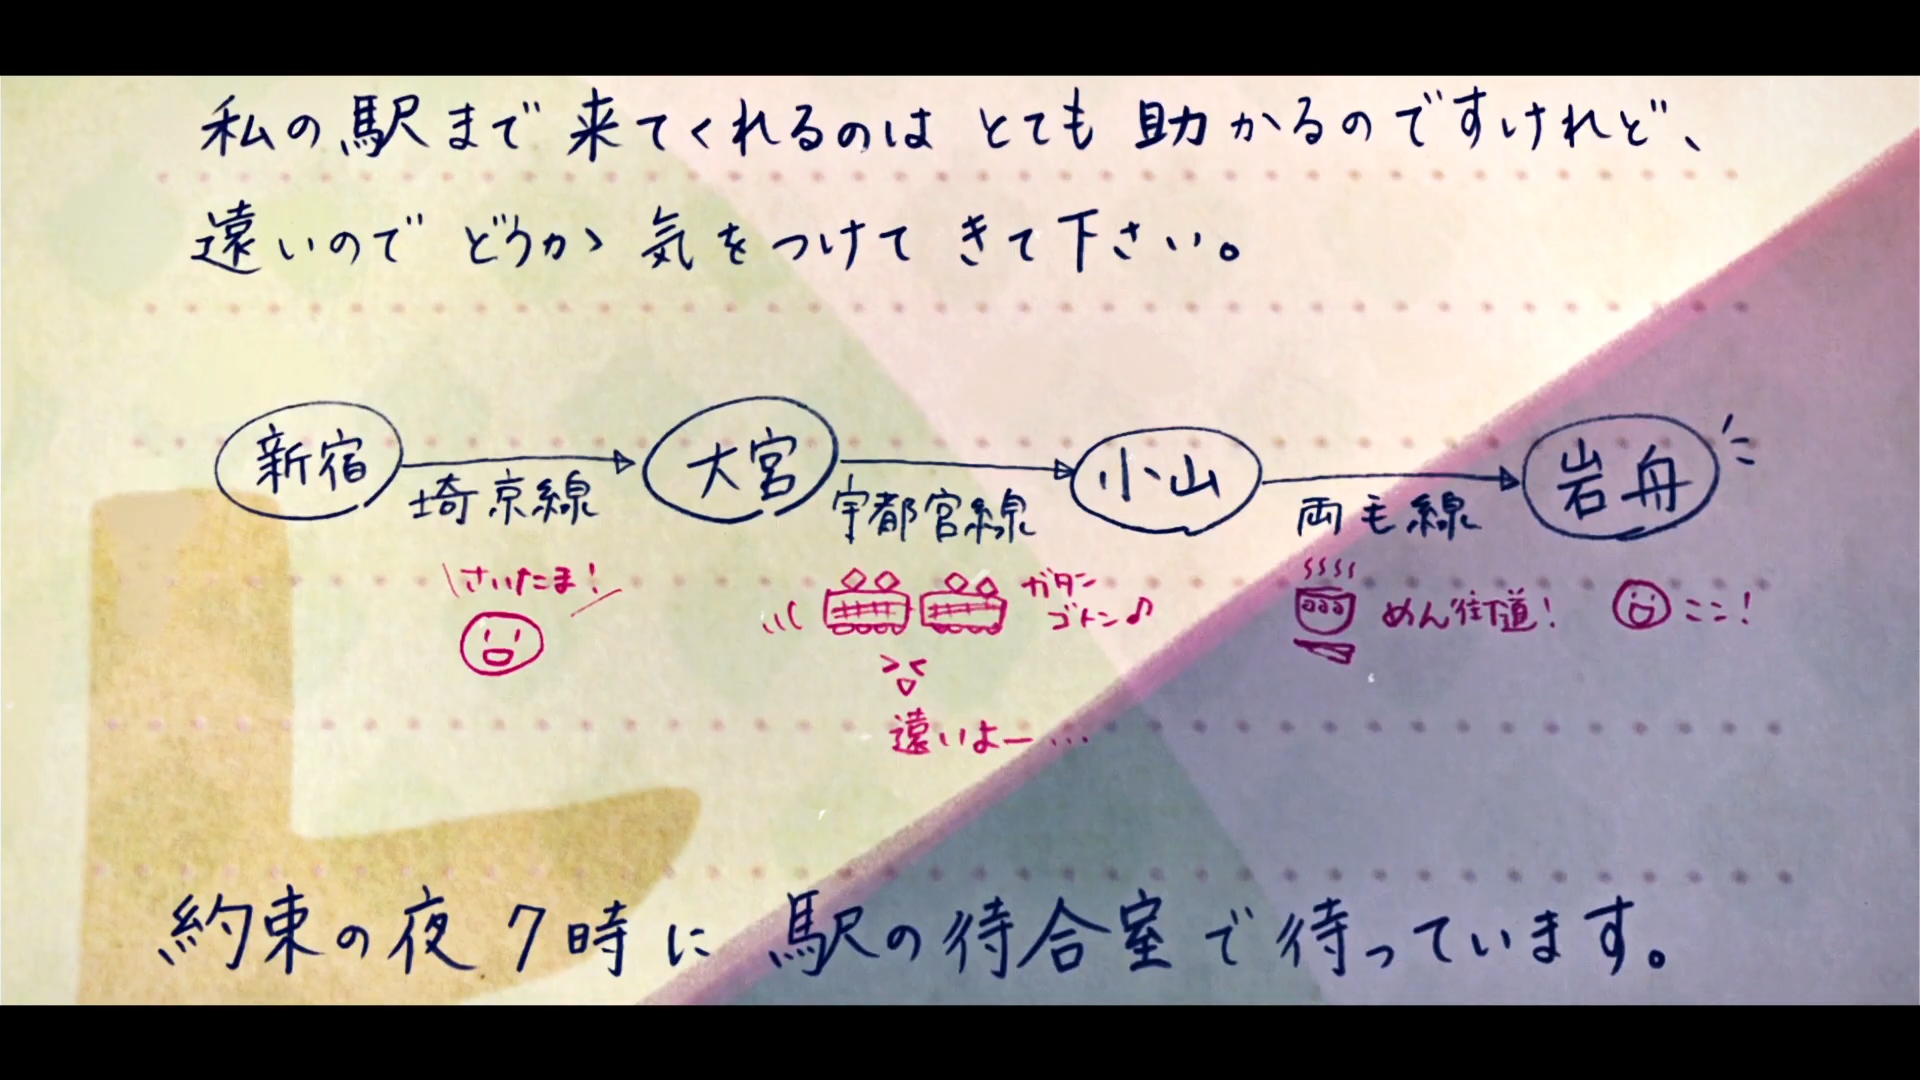 私の駅まで来てくれるのは とても 助かるのですけれど、
遠いので どうか 気をつけて きて下さい。
新宿 大宮 小山 岩舟
埼京線 宇都宮線 両毛線
さいたま! ガタン めん街道! ここ!
ゴトン♪
遠いよー…
約束の夜 7時に 駅の待合室で待っています。